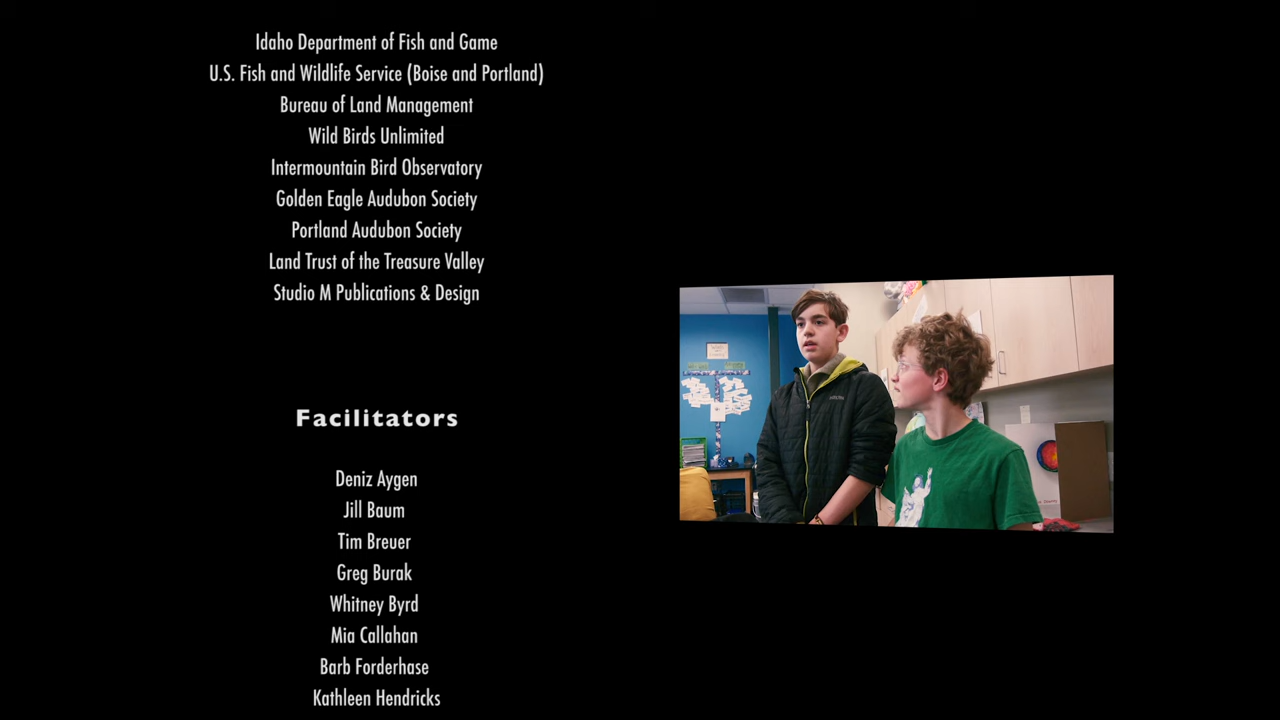 Idaho Department of Fish and Game
U.S. Fish and Wildlife Service (Boise and Portland)
Bureau of Land Management
Wild Birds Unlimited
Intermountain Bird Observatory
Golden Eagle Audubon Society
Portland Audubon Society
Land Trust of the Treasure Valley
Studio M Publications & Design
Facilitators
Deniz Aygen
Jill Baum
Tim Breuer
Greg Burak
Whitney Byrd
Mia Callahan
Barb Forderhase
Kathleen Hendricks